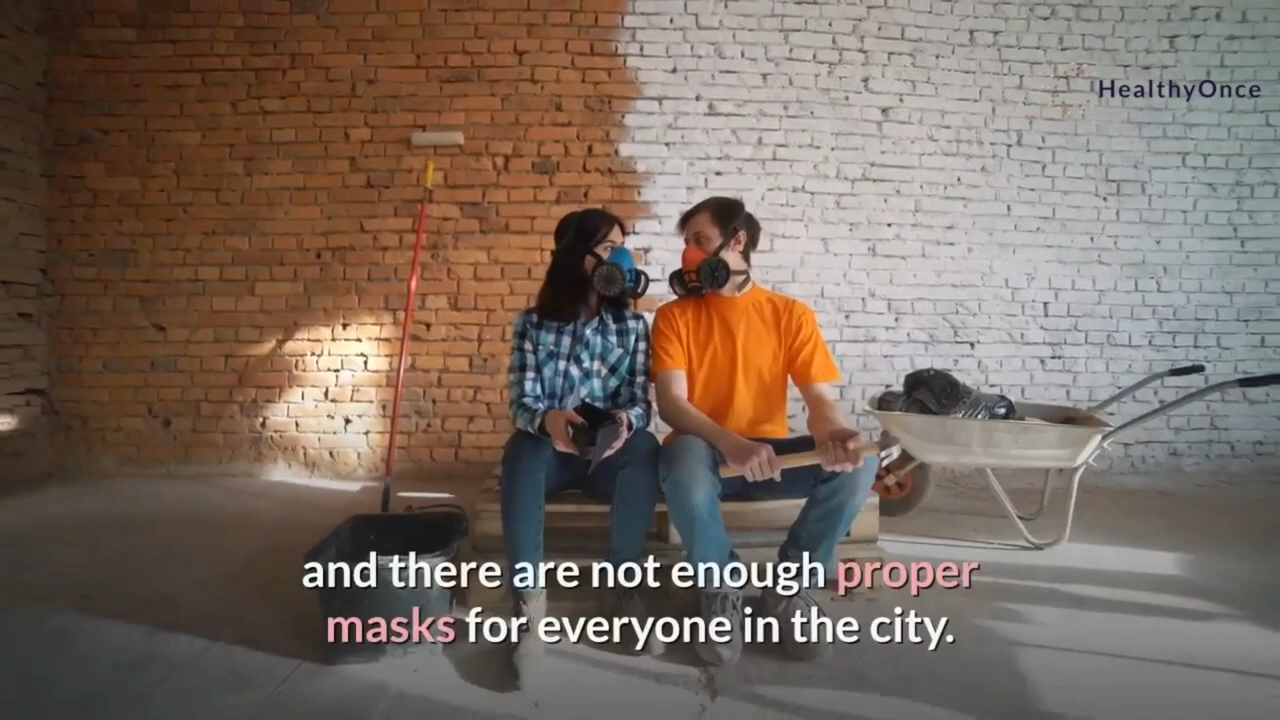 HealthyOnce
and there are not enough proper
masks for everyone in the city.